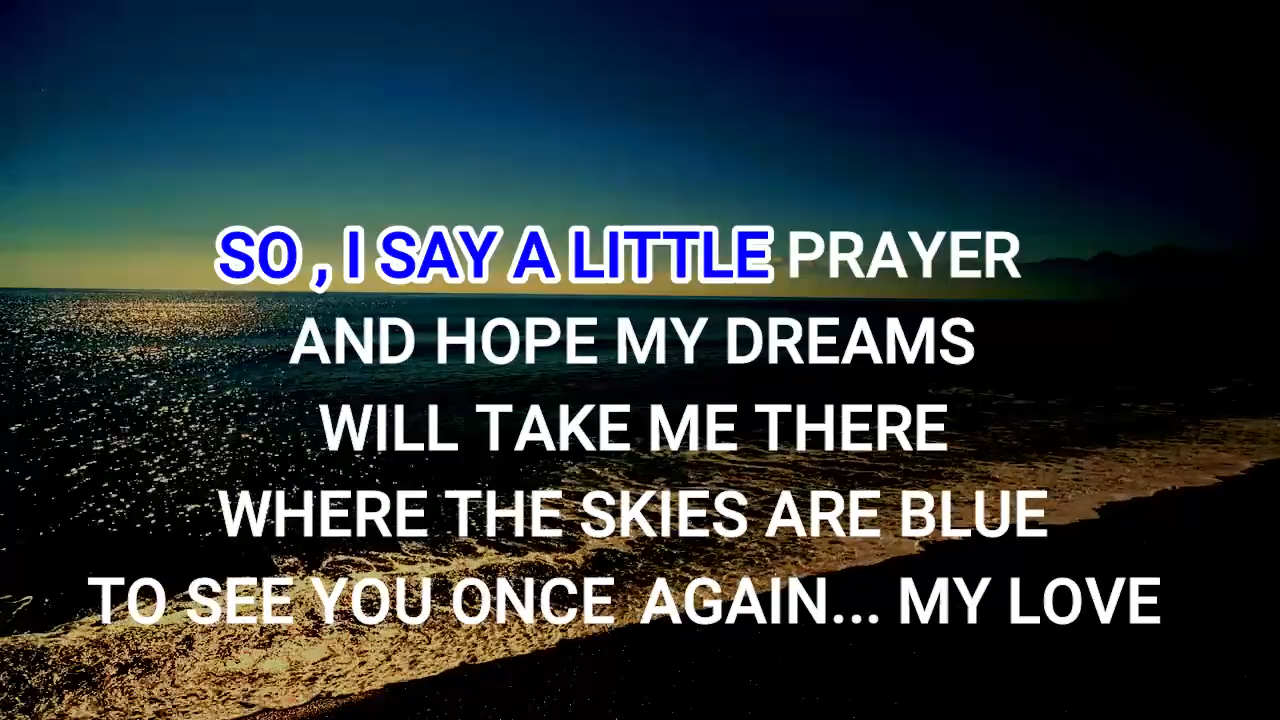 SO , I SAY A LITTLE PRAYER
AND HOPE MY DREAMS
WILL TAKE ME THERE
WHERE THE SKIES ARE BLUE
TO SEE YOU ONCE AGAIN... MY LOVE